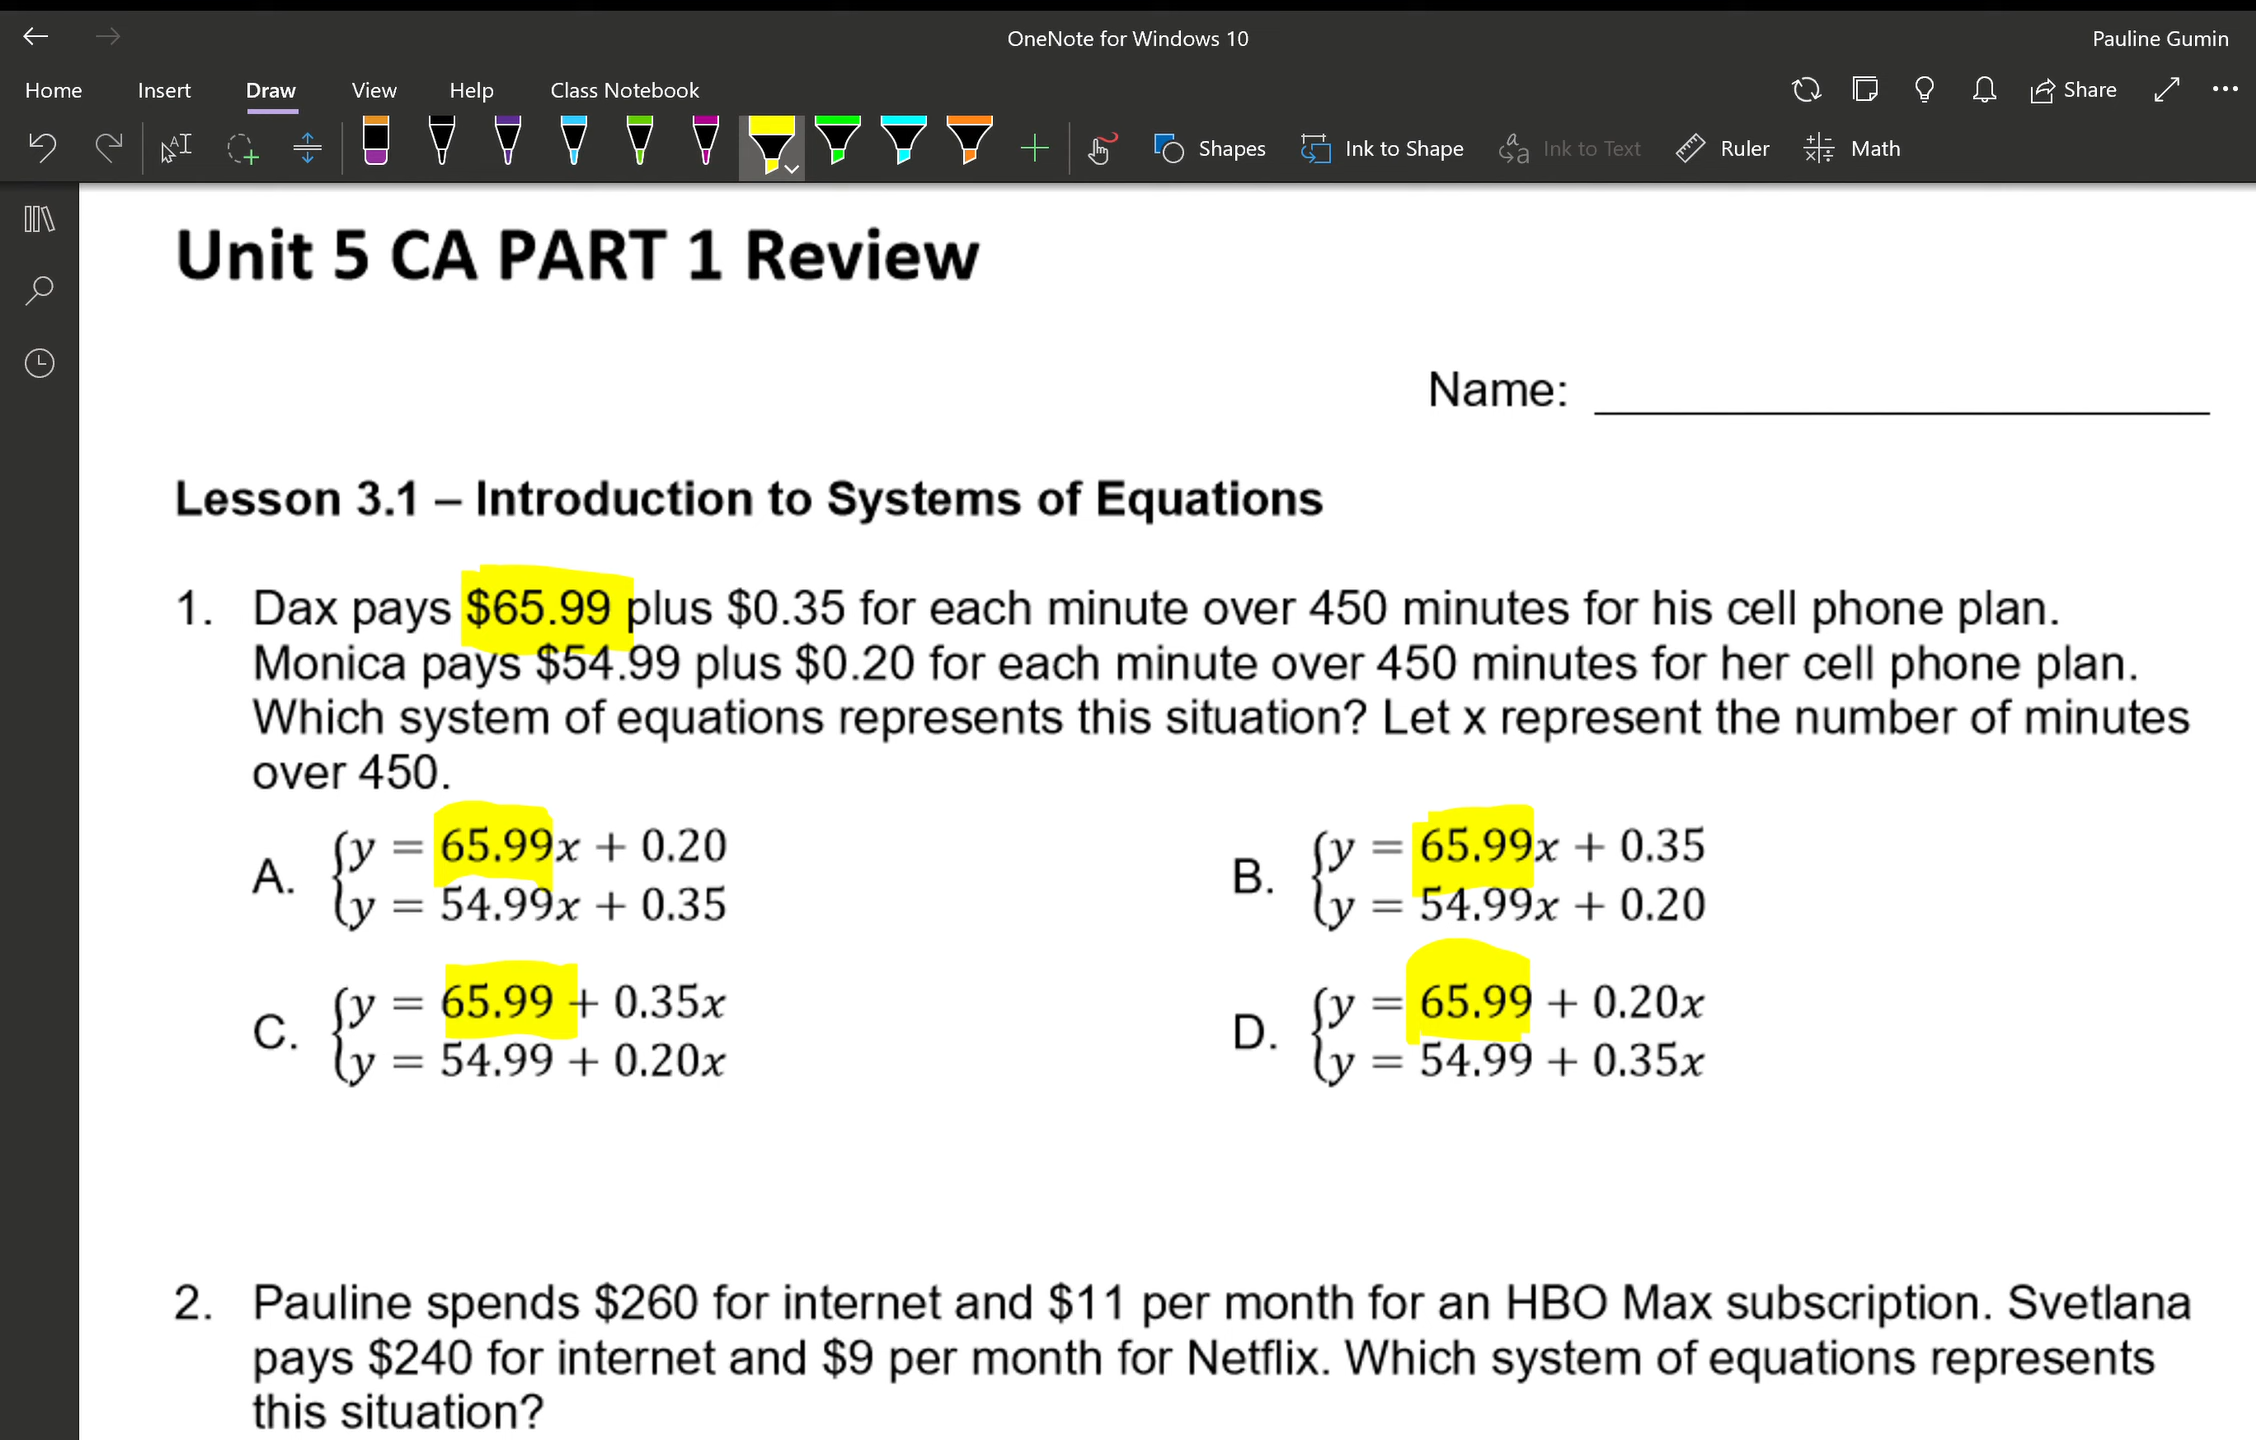 OneNote for Windows 10
Pauline Gumin
Home Insert Draw View Help Class Notebook
Share
Shapes Ink to Shape Ink to Text Ruler Math
Unit 5 CA PART 1 Review
Name:
Lesson 3.1 – Introduction to Systems of Equations
1. Dax pays $65.99 plus $0.35 for each minute over 450 minutes for his cell phone plan.
Monica pays $54.99 plus $0.20 for each minute over 450 minutes for her cell phone plan.
Which system of equations represents this situation? Let x represent the number of minutes
over 450.
A. {y = 65.99x + 0.20
y = 54.99x + 0.35
B. {y = 65.99x + 0.35
y = 54.99x + 0.20
C. {y = 65.99 + 0.35x
y = 54.99 + 0.20x
D. {y = 65.99 + 0.20x
y = 54.99 + 0.35x
2. Pauline spends $260 for internet and $11 per month for an HBO Max subscription. Svetlana
pays $240 for internet and $9 per month for Netflix. Which system of equations represents
this situation?